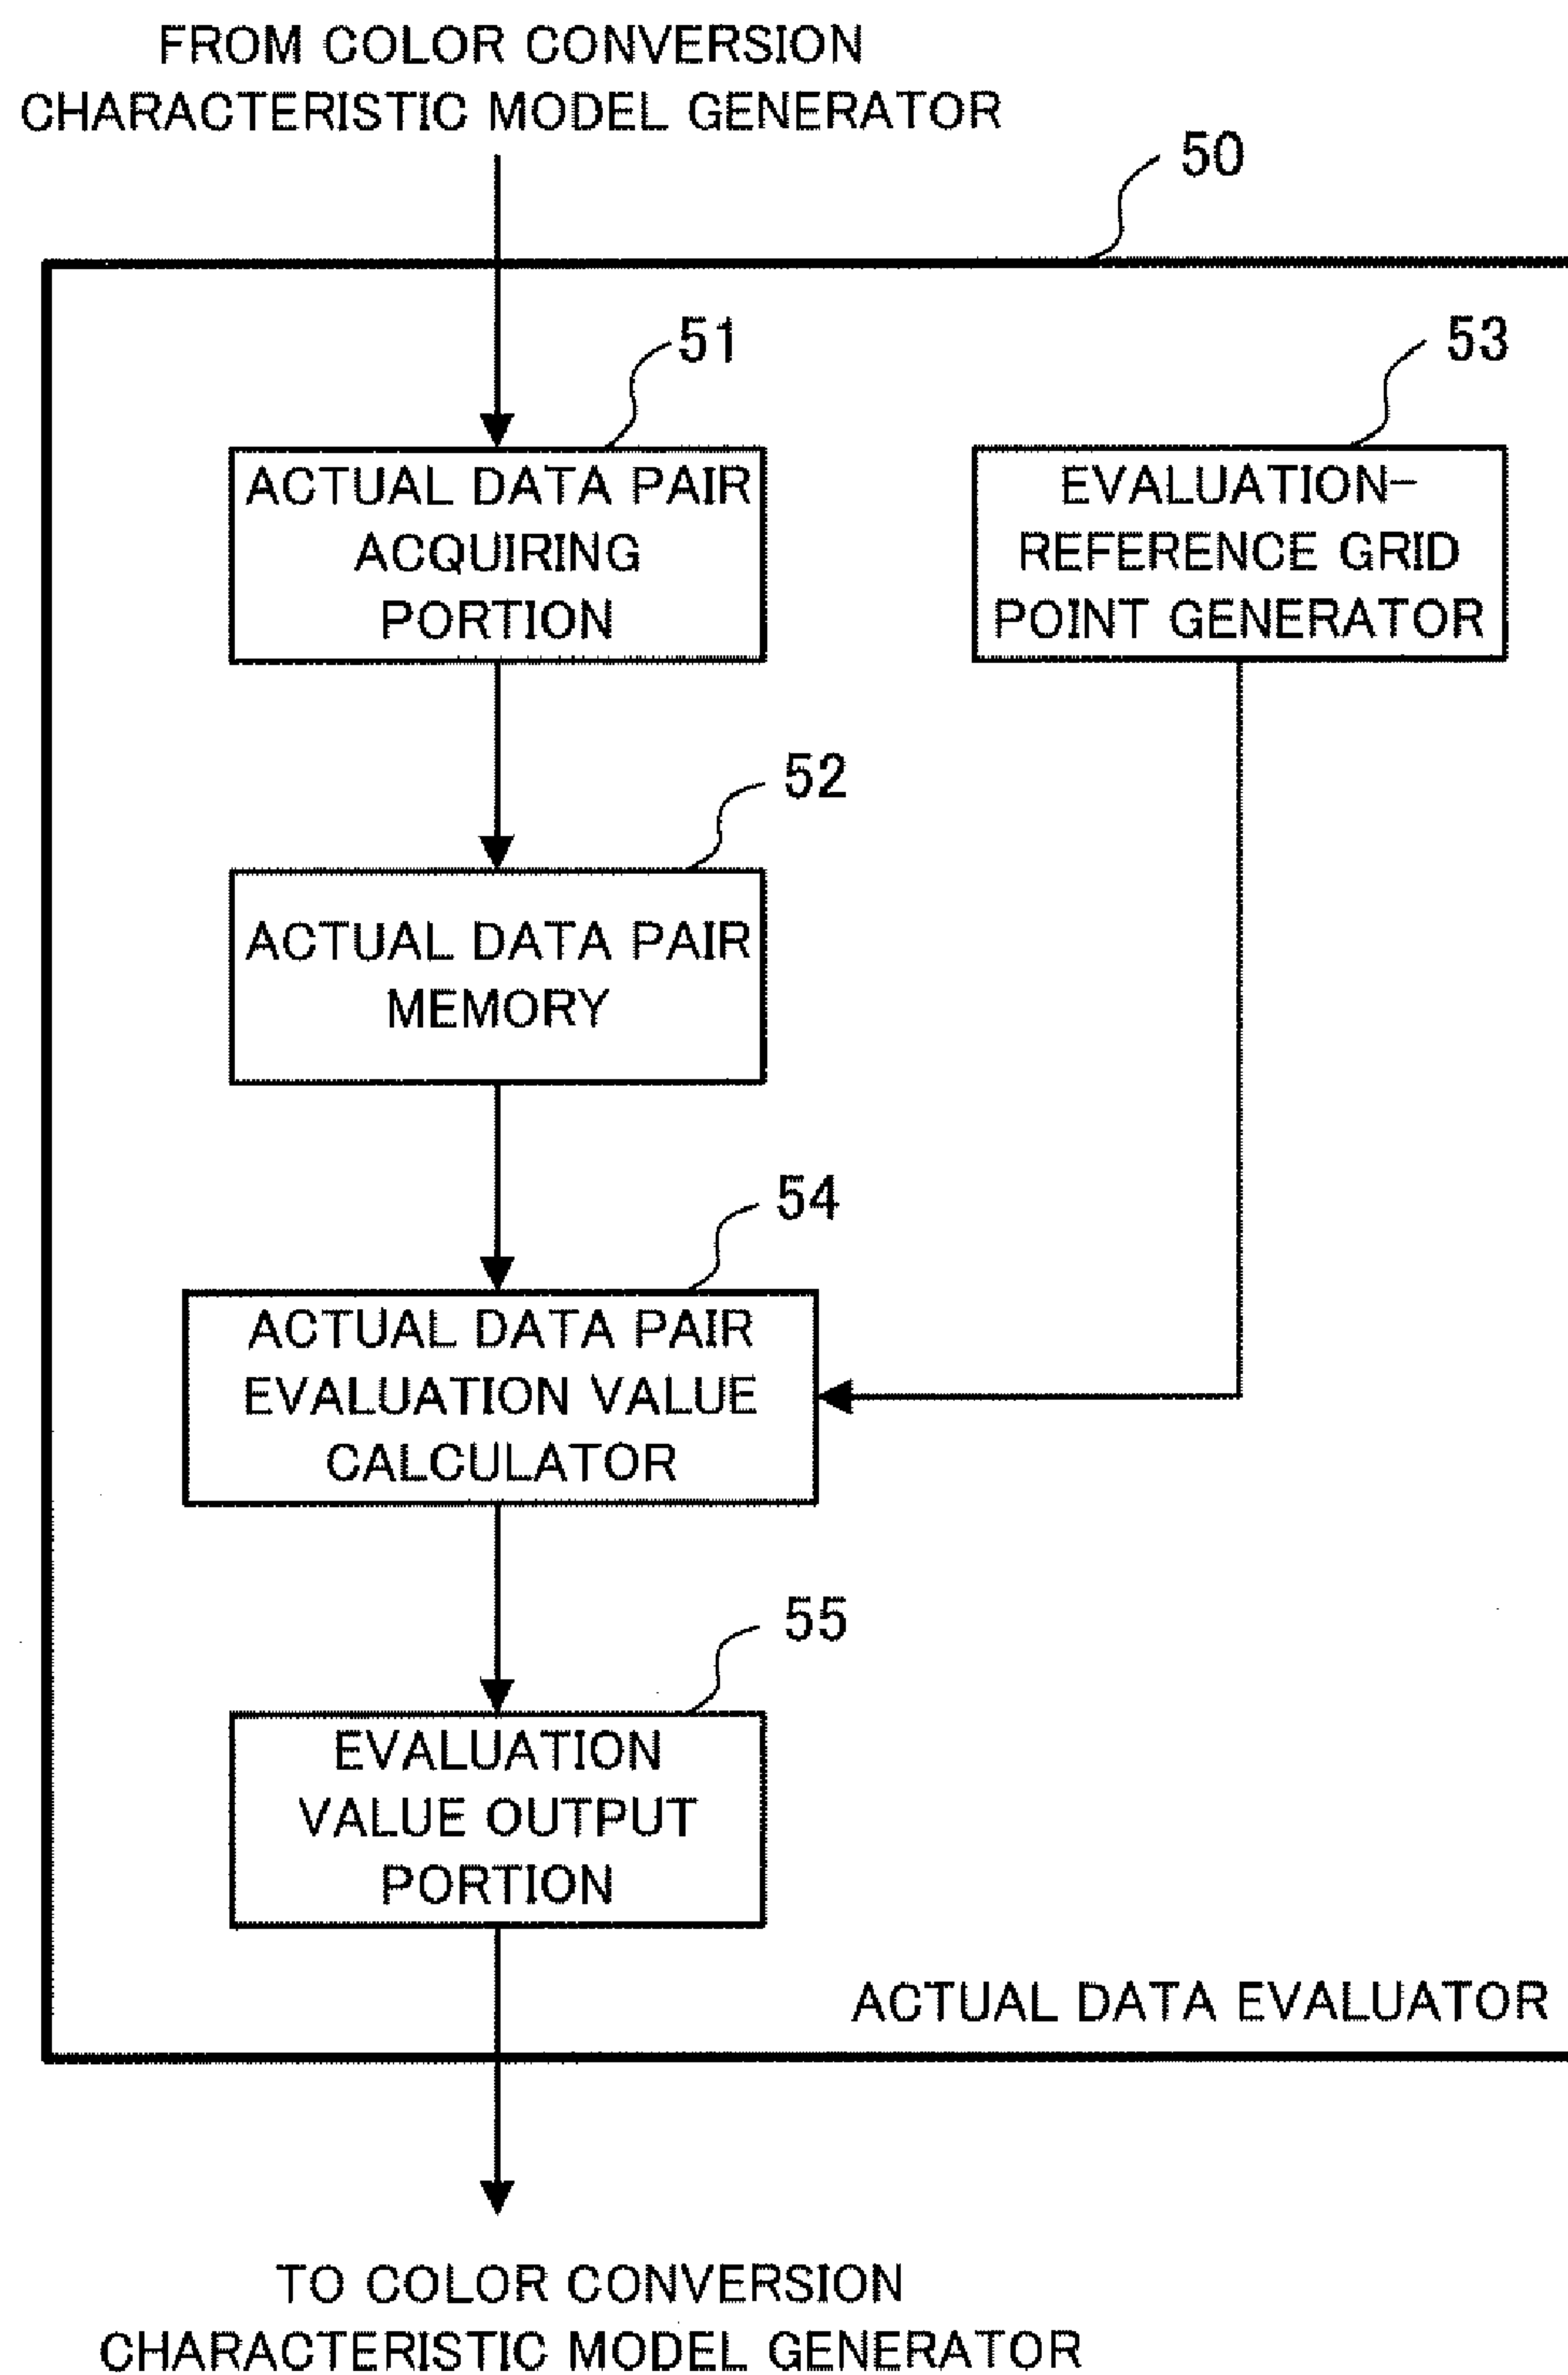 FROM COLOR CONVERSION
CHARACTERISTIC MODEL GENERATOR
50
51
53
ACTUAL DATA PAIR
ACQUIRING
PORTION
EVALUATION-
REFERENCE GRID
POINT GENERATOR
52
ACTUAL DATA PAIR
MEMORY
54
ACTUAL DATA PAIR
EVALUATION VALUE
CALCULATOR
55
EVALUATION
VALUE OUTPUT
PORTION
ACTUAL DATA EVALUATOR
TO COLOR CONVERSION
CHARACTERISTIC MODEL GENERATOR